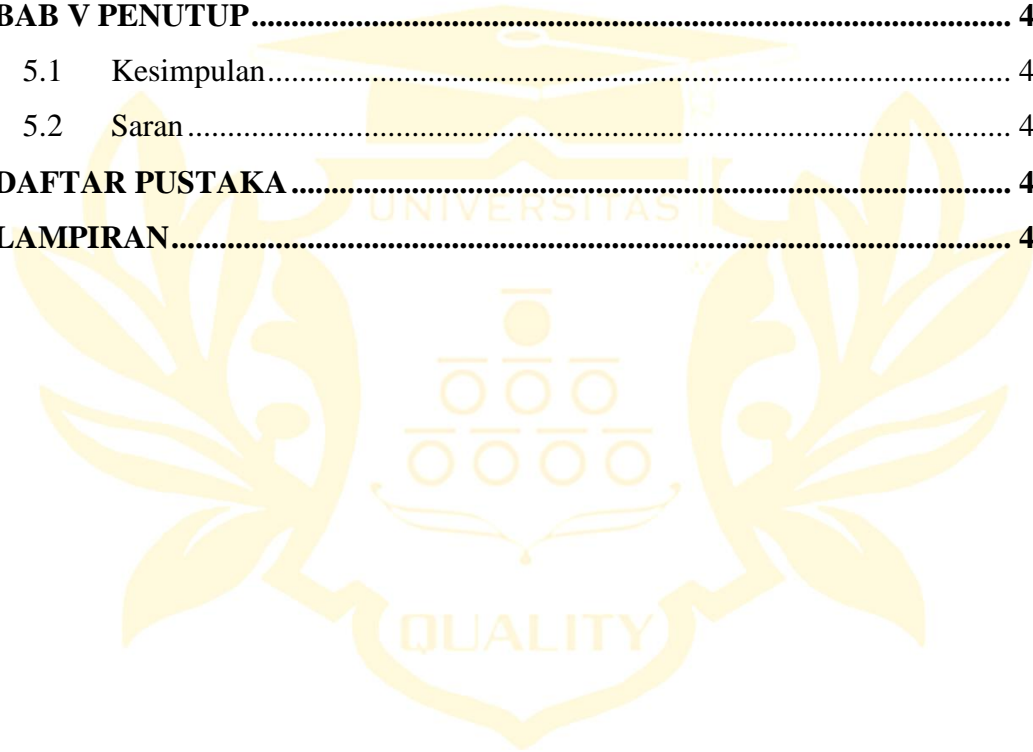 BAB V PENUTUP............................................................................................... 4
5.1 Kesimpulan............................................................................................. 4
5.2 Saran....................................................................................................... 4
DAFTAR PUSTAKA.......................................................................................... 4
LAMPIRAN......................................................................................................... 4
UNIVERSITAS
QUALITY